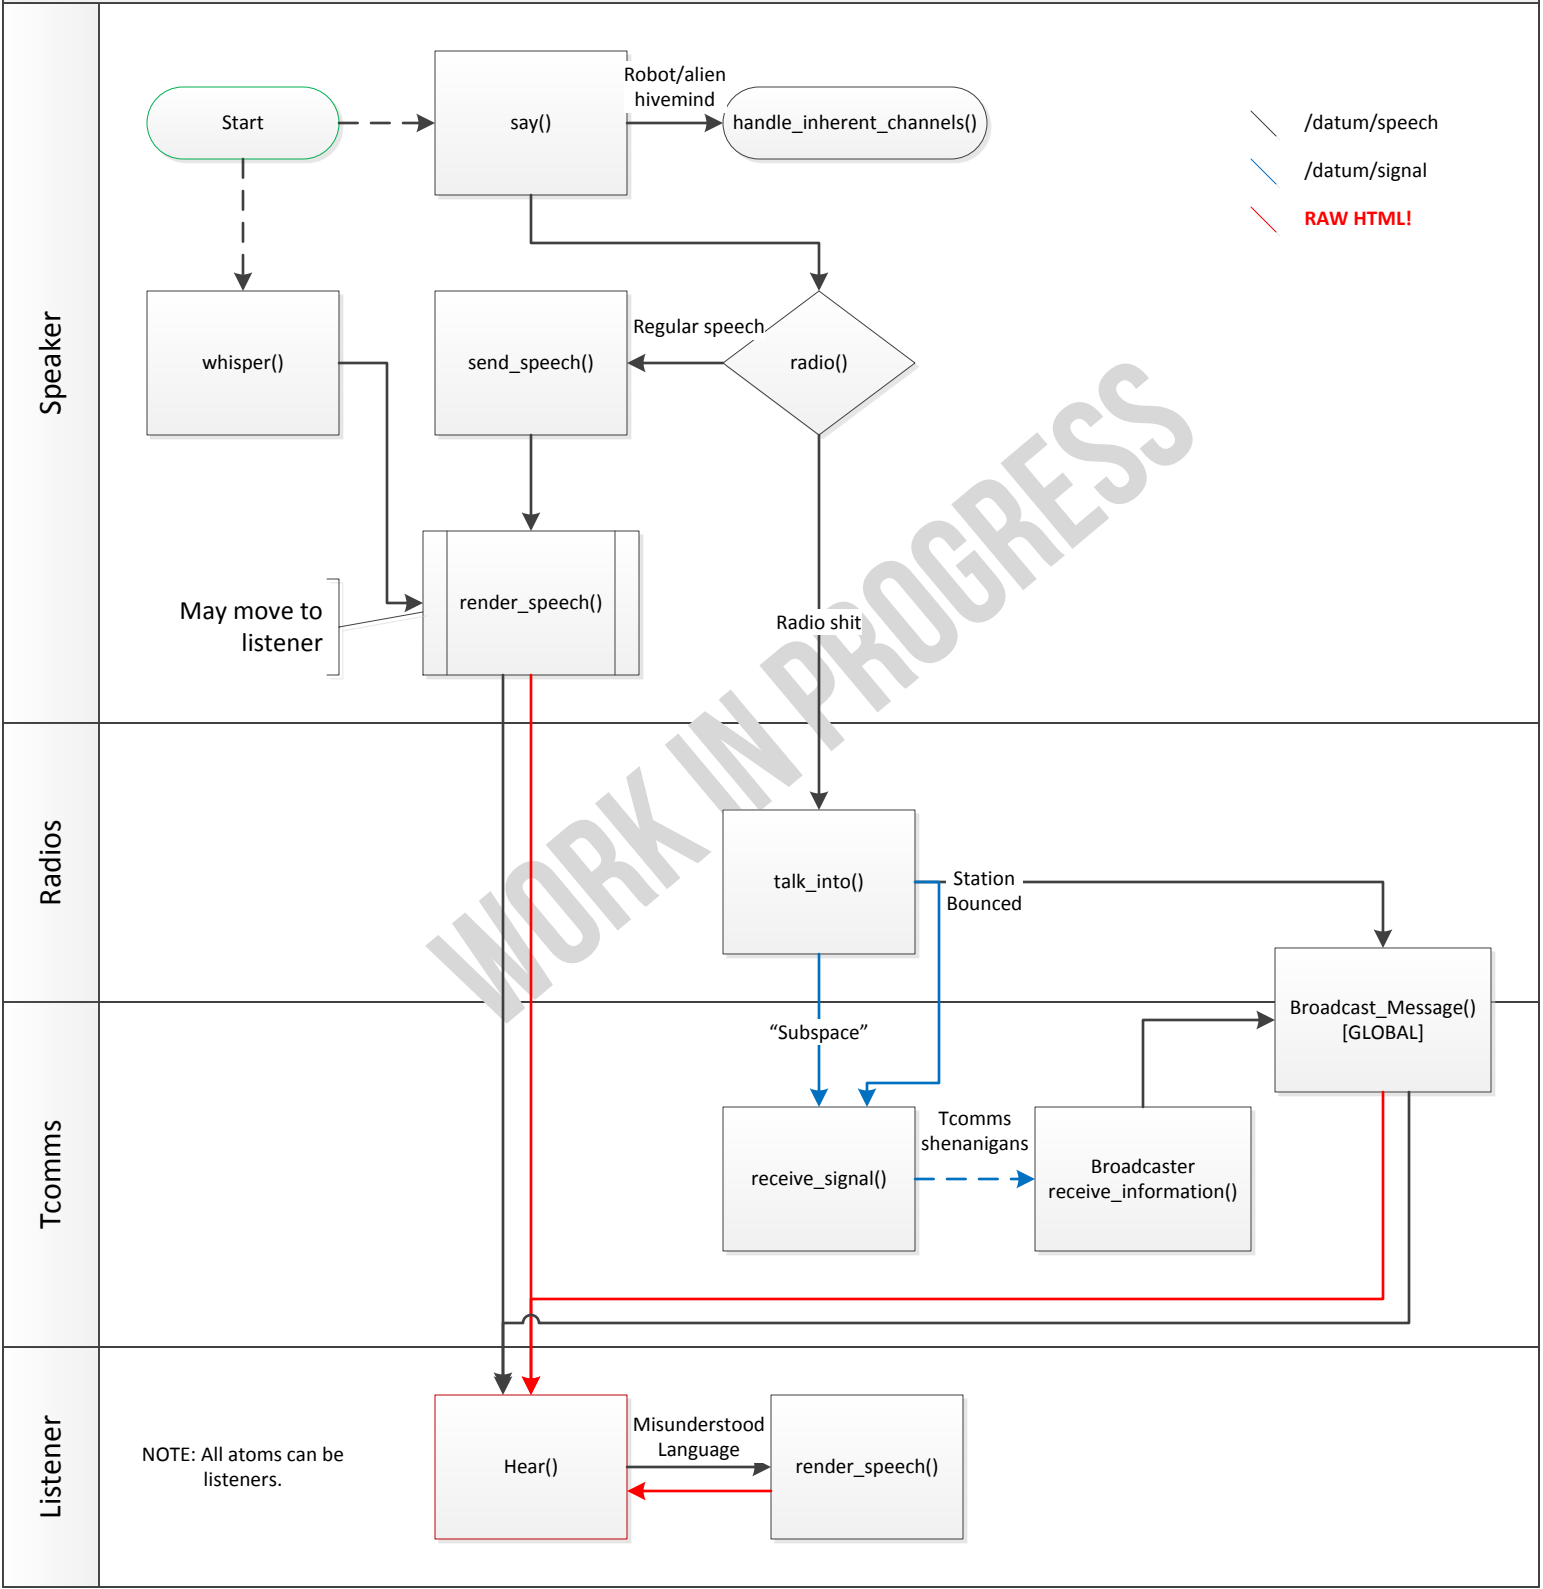 Speaker
Start
say()
Robot/alien
hivemind
handle_inherent_channels()
/datum/speech
/datum/signal
RAW HTML!
whisper()
send_speech()
Regular speech
radio()
May move to
listener
render_speech()
Radio shit
WORK IN PROGRESS
Radios
talk_into()
Station
Bounced
Broadcast_Message()
[GLOBAL]
Tcomms
“Subspace”
receive_signal()
Tcomms
shenanigans
Broadcaster
receive_information()
Listener
NOTE: All atoms can be
listeners.
Hear()
Misunderstood
Language
render_speech()